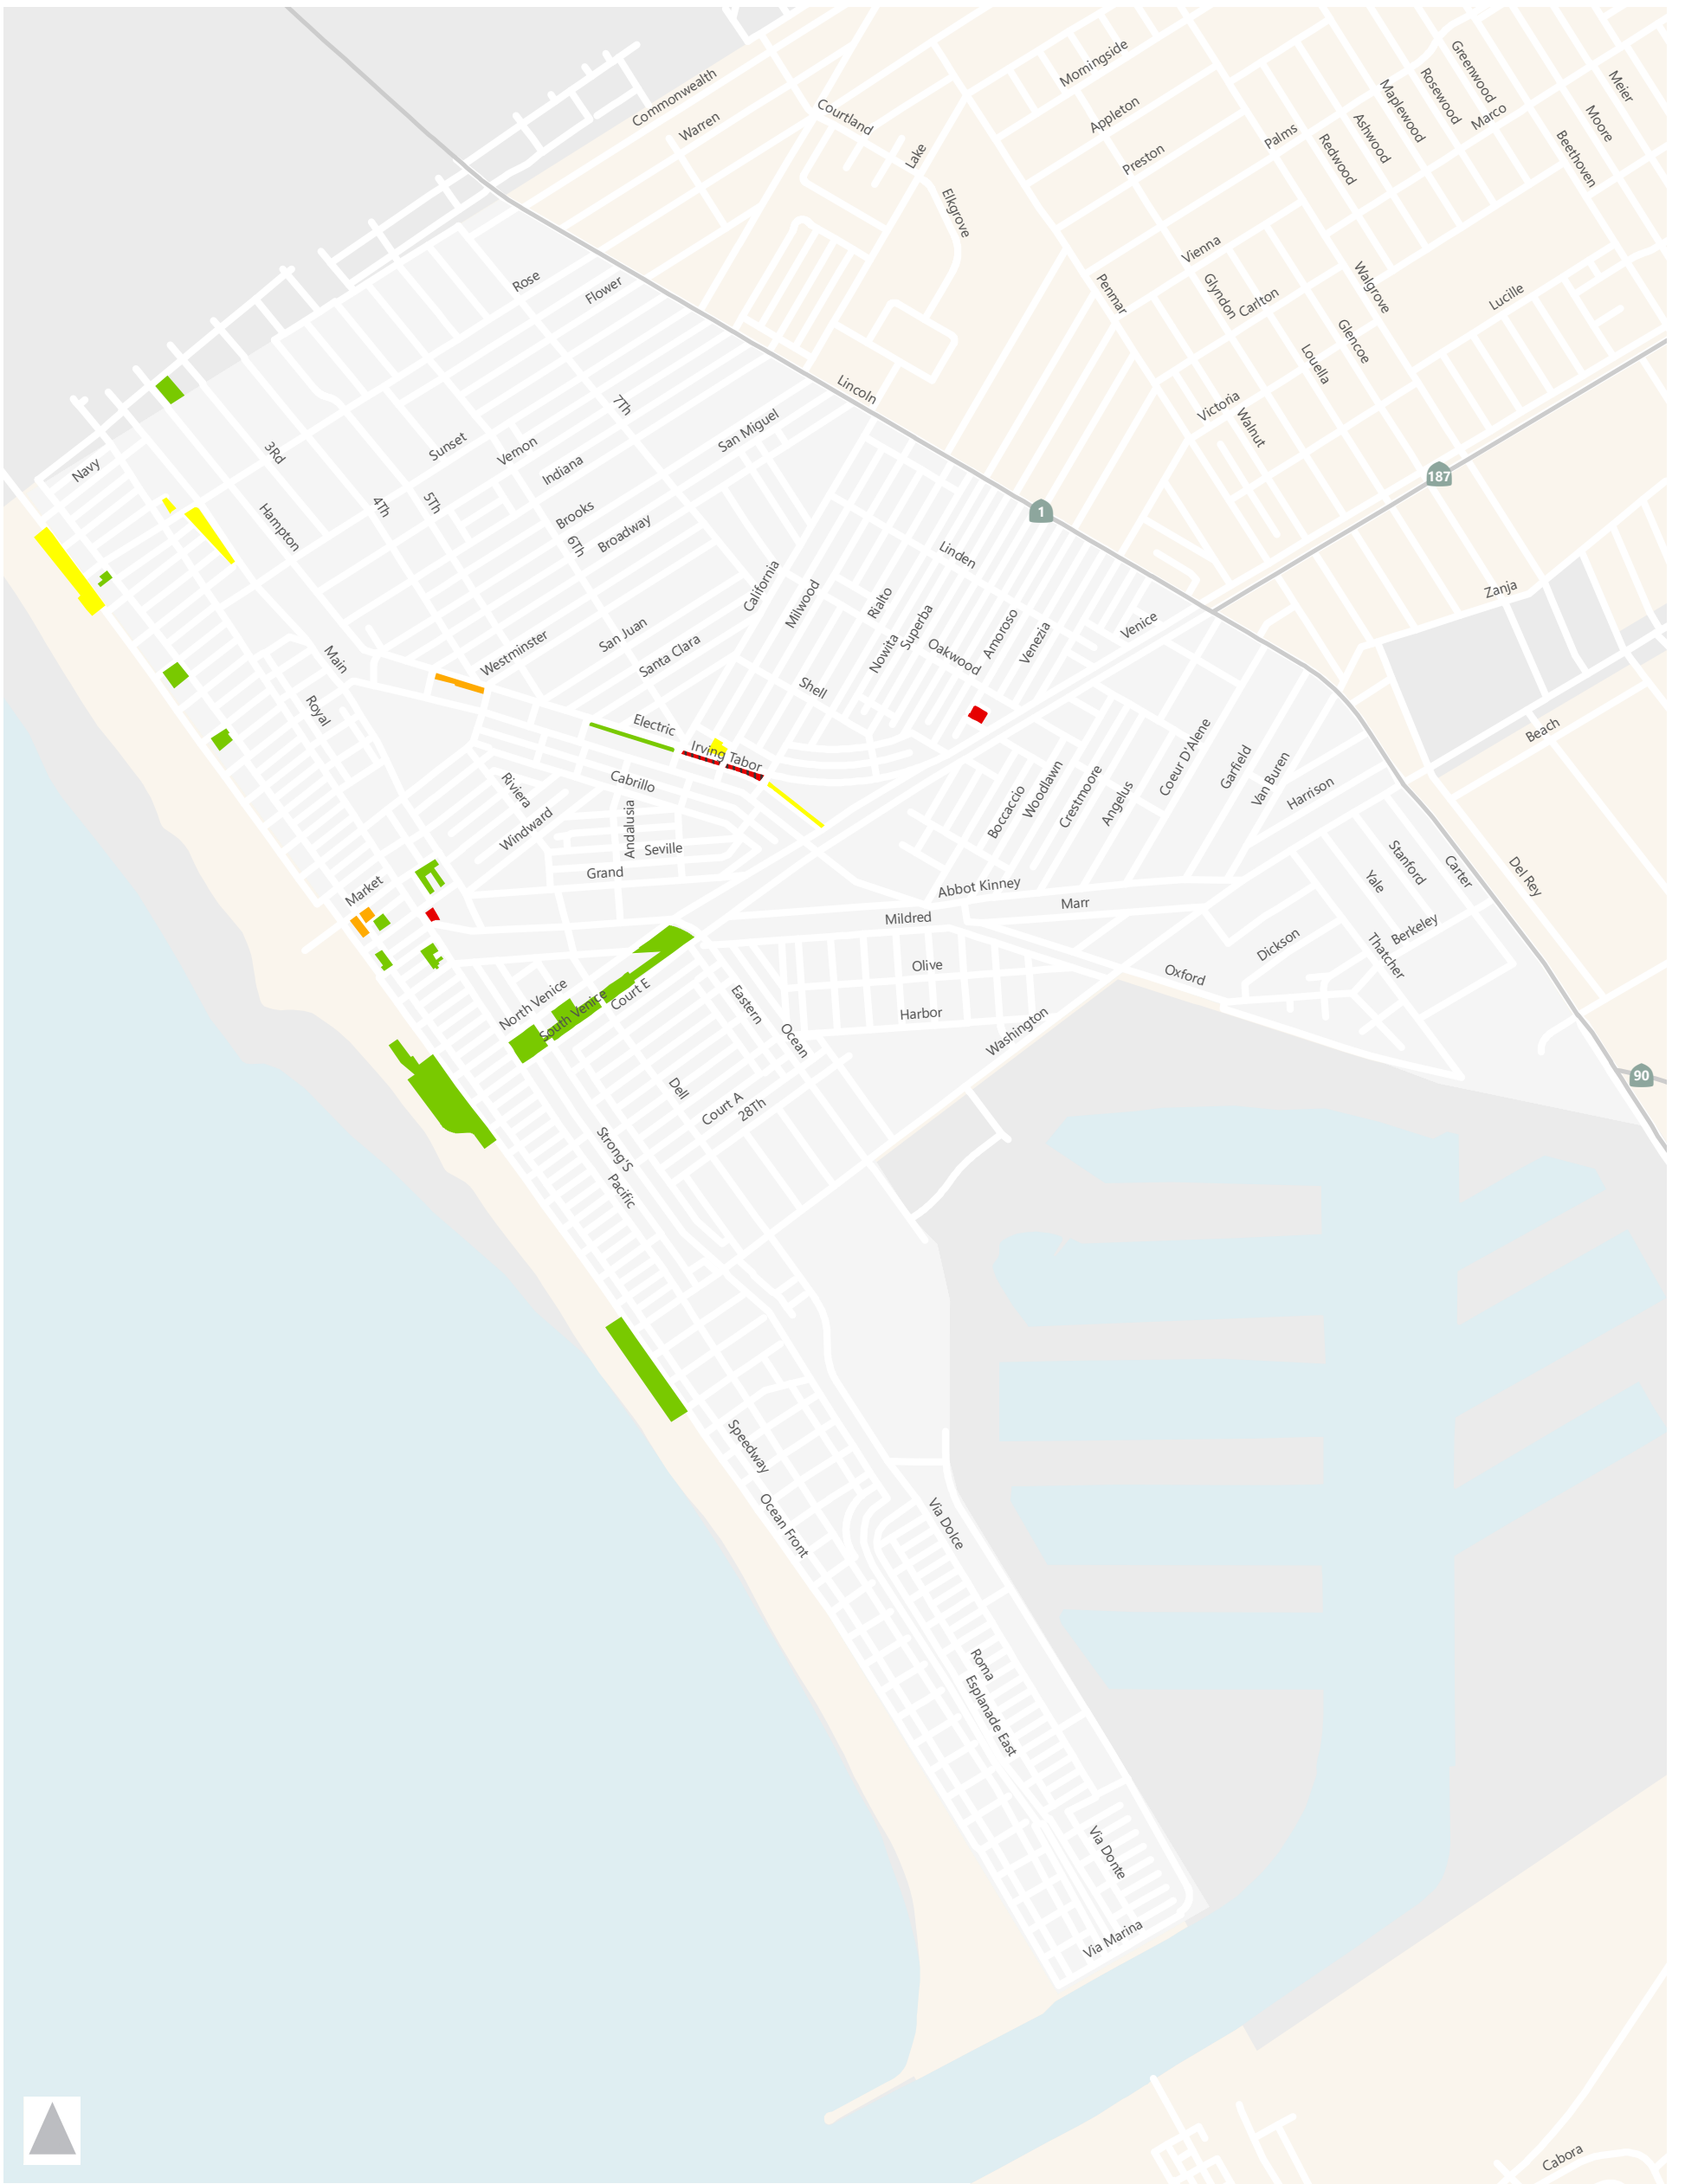 Morningside
Greenwood
Commonwealth
Meier
Rosewood
Maplewood
Courtland
Appleton
Marco
Moore
Warren
Palms
Ashwood
Lake
Preston
Redwood
Beethoven
Elkgrove
Vienna
Rose
Flower
Penmar
Glyndon
Carlton
Walgrove
Lucille
Glencoe
Louella
Lincoln
7Th
Victoria
Walnut
San Miguel
3Rd
Sunset
Vernon
Navy
Indiana
187
4Th
5Th
Brooks
1
Hampton
6Th
Broadway
Linden
California
Milwood
Rialto
Zanja
Superba
Amoroso
Venezia
Venice
San Juan
Westminster
Santa Clara
Nowita
Oakwood
Main
Shell
Royal
Electric
Irving Tabor
Beach
Coeur D'Alene
Cabrillo
Garfield
Van Buren
Riviera
Woodlawn
Crestmoore
Harrison
Boccaccio
Angelus
Windward
Andalusia
Seville
Stanford
Grand
Carter
Del Rey
Market
Abbot Kinney
Yale
Marr
Mildred
Berkeley
Dickson
Thatcher
Olive
Oxford
North Venice
South Venice
Court E
Eastern
Harbor
Ocean
Washington
90
Dell
Court A
28Th
Strong'S
Pacific
Speedway
Ocean Front
Via Dolce
Roma
Esplanade East
Via Donte
Via Marina
Cabora